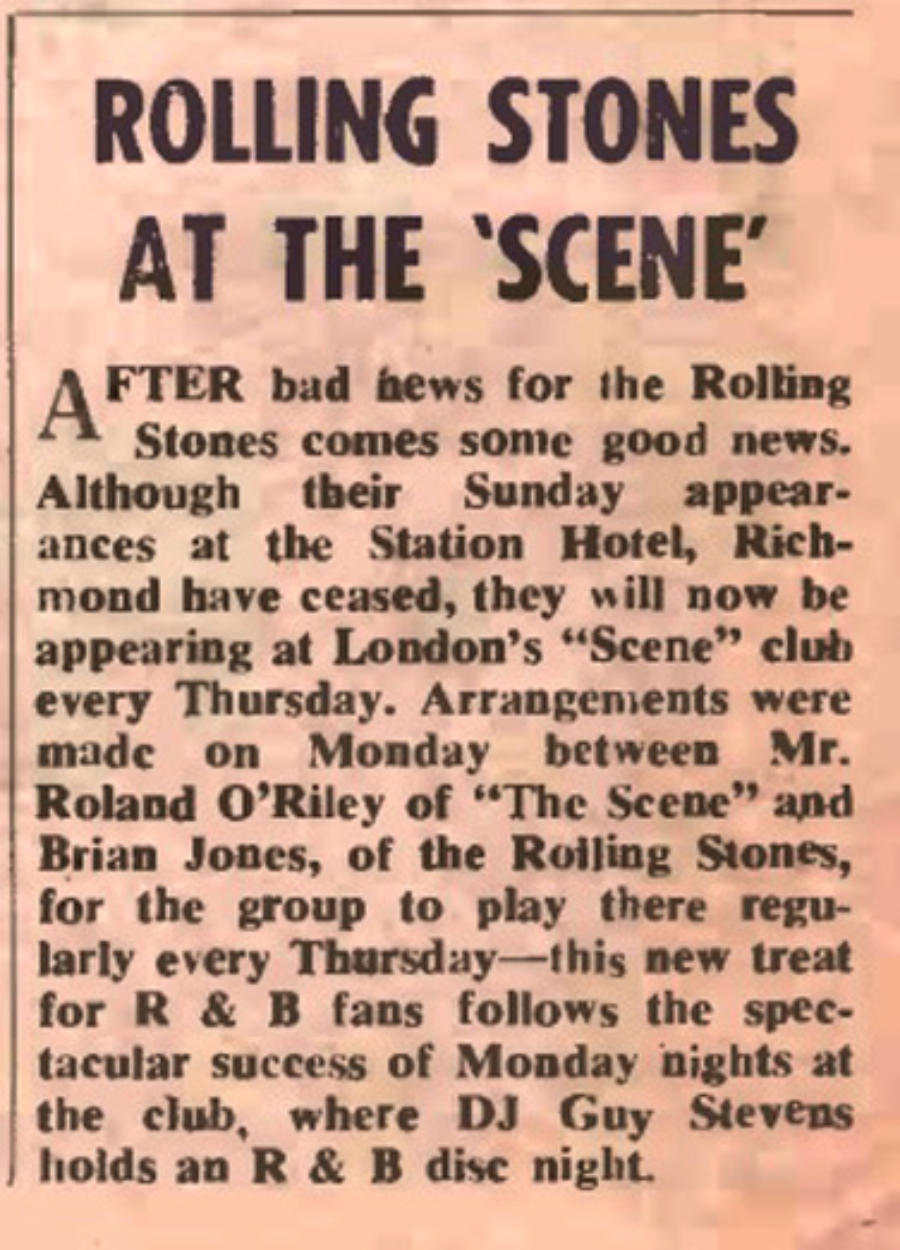 ROLLING STONES
AT THE ‘SCENE’
AFTER bad news for the Rolling
Stones comes some good news.
Although their Sunday appear-
ances at the Station Hotel, Rich-
mond have ceased, they will now be
appearing at London’s “Scene” club
every Thursday. Arrangements were
made on Monday between Mr.
Roland O’Riley of “The Scene” and
Brian Jones, of the Rolling Stones,
for the group to play there regu-
larly every Thursday—this new treat
for R & B fans follows the spec-
tacular success of Monday nights at
the club, where DJ Guy Stevens
holds an R & B disc night.